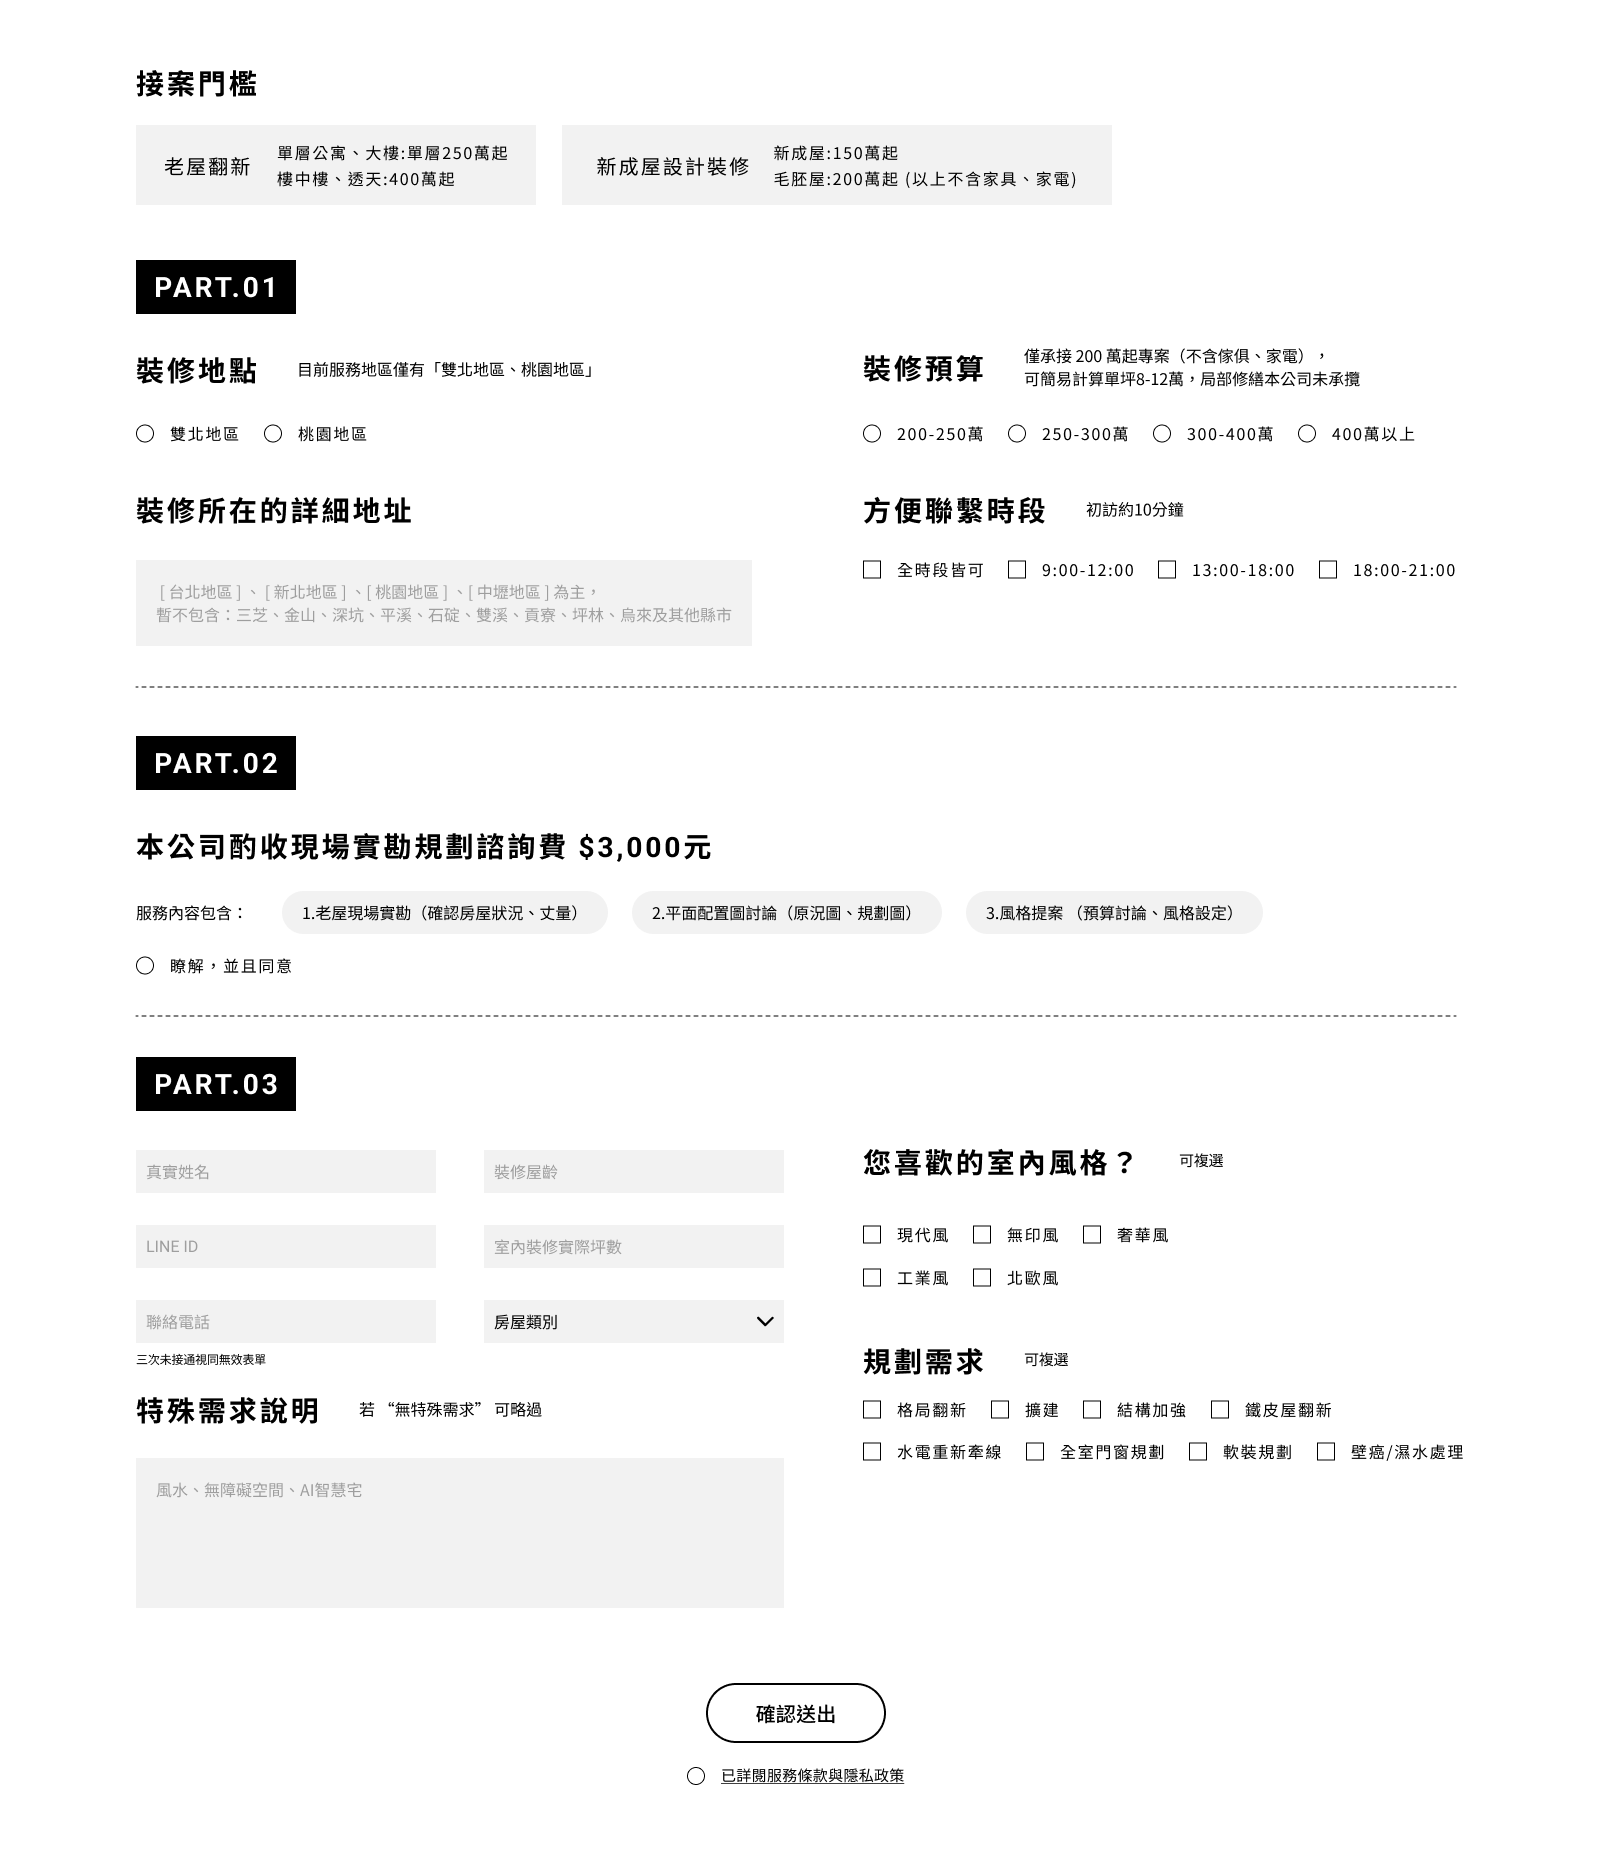 接案門檻
老屋翻新
單層公寓、大樓:單層250萬起
樓中樓、透天:400萬起
新成屋設計裝修
新成屋:150萬起
毛胚屋:200萬起 (以上不含家具、家電)
PART.01
裝修地點
目前服務地區僅有「雙北地區、桃園地區」
雙北地區
桃園地區
裝修預算
僅承接 200 萬起專案（不含傢俱、家電），
可簡易計算單坪8-12萬，局部修繕本公司未承攬
200-250萬
250-300萬
300-400萬
400萬以上
裝修所在的詳細地址
[ 台北地區 ] 、 [ 新北地區 ] 、[ 桃園地區 ] 、[ 中壢地區 ] 為主，
暫不包含：三芝、金山、深坑、平溪、石碇、雙溪、貢寮、坪林、烏來及其他縣市
方便聯繫時段
初訪約10分鐘
全時段皆可
9:00-12:00
13:00-18:00
18:00-21:00
PART.02
本公司酌收現場實勘規劃諮詢費 $3,000元
服務內容包含：
1.老屋現場實勘（確認房屋狀況、丈量）
2.平面配置圖討論（原況圖、規劃圖）
3.風格提案 （預算討論、風格設定）
瞭解，並且同意
PART.03
真實姓名
裝修屋齡
LINE ID
室內裝修實際坪數
聯絡電話
房屋類別
三次未接通視同無效表單
特殊需求說明
若 “無特殊需求” 可略過
風水、無障礙空間、AI智慧宅
您喜歡的室內風格？
可複選
現代風
無印風
奢華風
工業風
北歐風
規劃需求
可複選
格局翻新
擴建
結構加強
鐵皮屋翻新
水電重新牽線
全室門窗規劃
軟裝規劃
壁癌/濕水處理
確認送出
已詳閱服務條款與隱私政策